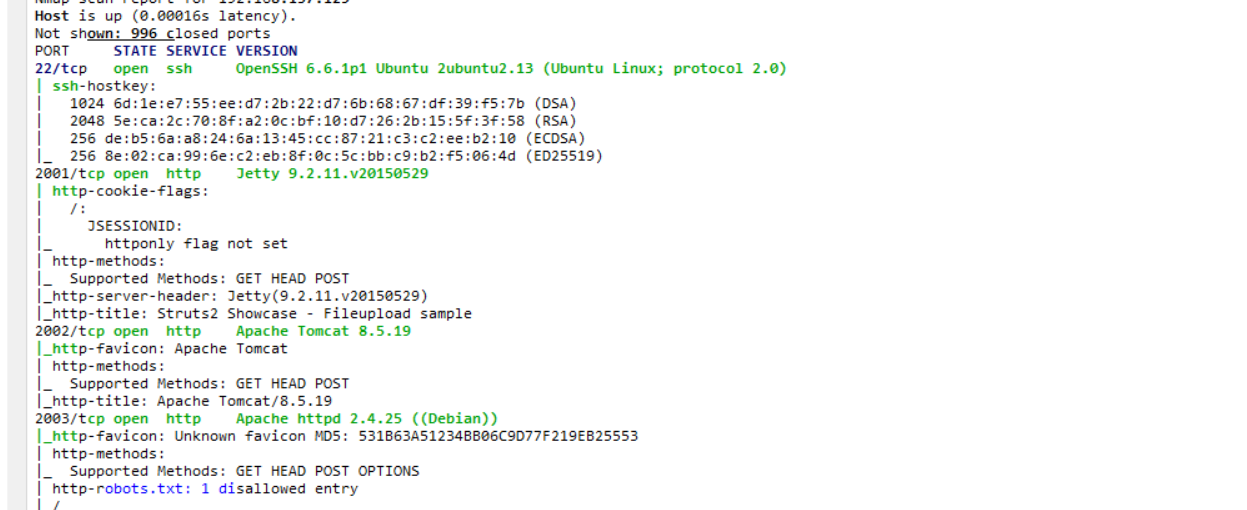 Nmap scan report for 192.168.157.129
Host is up (0.00016s latency).
Not shown: 996 closed ports
PORT     STATE SERVICE VERSION
22/tcp   open  ssh     OpenSSH 6.6.1p1 Ubuntu 2ubuntu2.13 (Ubuntu Linux; protocol 2.0)
| ssh-hostkey:
|   1024 6d:1e:e7:55:ee:d7:2b:22:d7:6b:68:67:df:39:f5:7b (DSA)
|   2048 5e:ca:2c:70:8f:a2:0c:bf:10:d7:26:2b:15:5f:3f:58 (RSA)
|   256 de:b5:6a:a8:24:6a:13:45:cc:87:21:c3:c2:ee:b2:10 (ECDSA)
|_  256 8e:02:ca:99:6e:c2:eb:8f:0c:5c:bb:c9:b2:f5:06:4d (ED25519)
2001/tcp open  http    Jetty 9.2.11.v20150529
| http-cookie-flags:
|   /:
|     JSESSIONID:
|_      httponly flag not set
| http-methods:
|_  Supported Methods: GET HEAD POST
|_http-server-header: Jetty(9.2.11.v20150529)
|_http-title: Struts2 Showcase - Fileupload sample
2002/tcp open  http    Apache Tomcat 8.5.19
|_http-favicon: Apache Tomcat
| http-methods:
|_  Supported Methods: GET HEAD POST
|_http-title: Apache Tomcat/8.5.19
2003/tcp open  http    Apache httpd 2.4.25 ((Debian))
|_http-favicon: Unknown favicon MD5: 531B63A51234BB06C9D77F219EB25553
| http-methods:
|_  Supported Methods: GET HEAD POST OPTIONS
| http-robots.txt: 1 disallowed entry
|_/